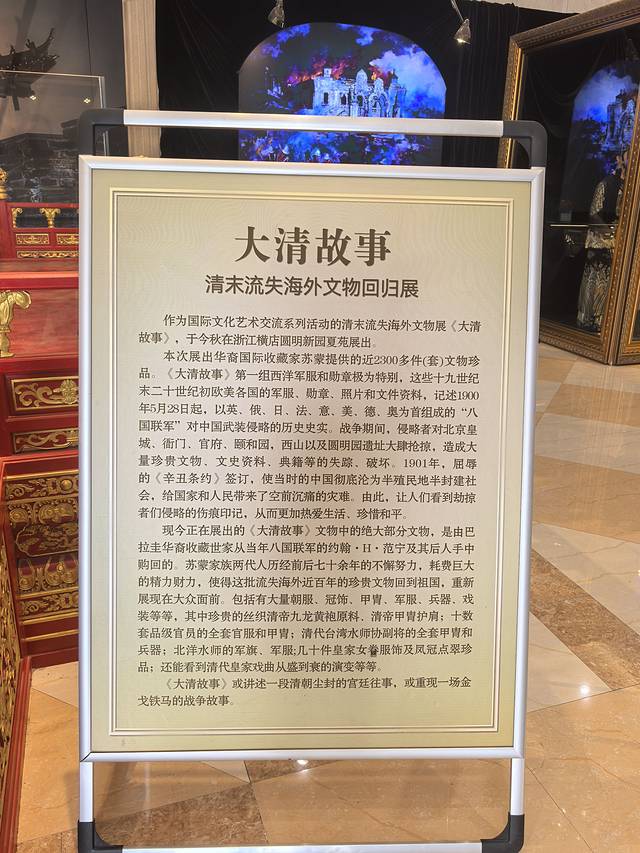 大清故事
清末流失海外文物回归展
作为国际文化艺术交流系列活动的清末流失海外文物展《大清
故事》，于今秋在浙江横店圆明新园夏苑展出。
本次展出华裔国际收藏家苏蒙提供的近2300多件(套)文物珍
品。《大清故事》第一组西洋军服和勋章极为特别，这些十九世纪
末二十世纪初欧美各国的军服、勋章、照片和文件资料，记述1900
年5月28日起，以英、俄、日、法、意、美、德、奥为首组成的“八
国联军”对中国武装侵略的历史史实。战争期间，侵略者对北京皇
城、衙门、官府、颐和园，西山以及圆明园遗址大肆抢掠，造成大
量珍贵文物、文史资料、典籍等的失踪、破坏。1901年，屈辱
的《辛丑条约》签订，使当时的中国彻底沦为半殖民地半封建社
会，给国家和人民带来了空前沉痛的灾难。由此，让人们看到劫掠
者们侵略的伤痕印记，从而更加热爱生活、珍惜和平。
现今正在展出的《大清故事》文物中的绝大部分文物，是由巴
拉圭华裔收藏世家从当年八国联军的约翰·H·范宁及其后人手中
购回的。苏蒙家族两代人历经前后七十余年的不懈努力，耗费巨大
的精力财力，使得这批流失海外近百年的珍贵文物回到祖国，重新
展现在大众面前。包括有大量朝服、冠饰、甲胄、军服、兵器、戏
装等等，其中珍贵的丝织清帝九龙黄袍原料、清帝甲胄护肩；十数
套品级官员的全套官服和甲胄；清代台湾水师协副将的全套甲胄和
兵器；北洋水师的军旗、军服;几十件皇家女眷服饰及凤冠点翠珍
品；还能看到清代皇家戏曲从盛到衰的演变等等。
《大清故事》或讲述一段清朝尘封的宫廷往事，或重现一场金
戈铁马的战争故事。